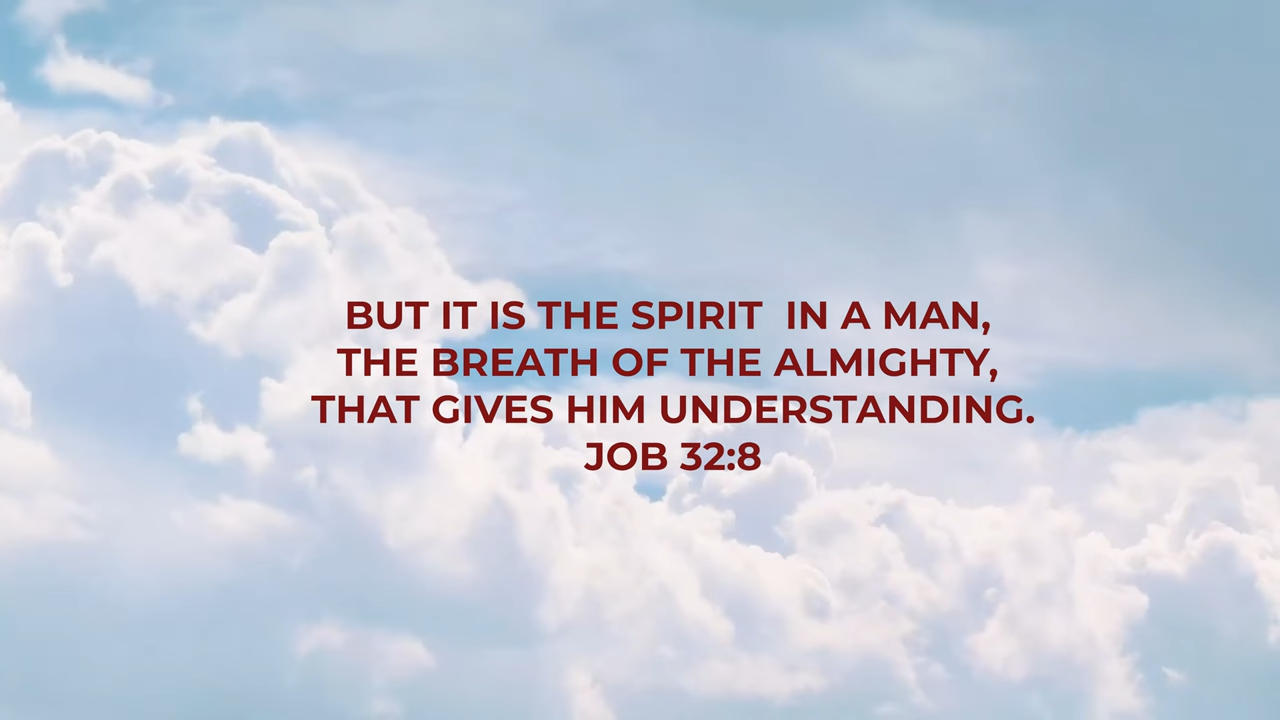 BUT IT IS THE SPIRIT  IN A MAN,
THE BREATH OF THE ALMIGHTY,
THAT GIVES HIM UNDERSTANDING.
JOB 32:8